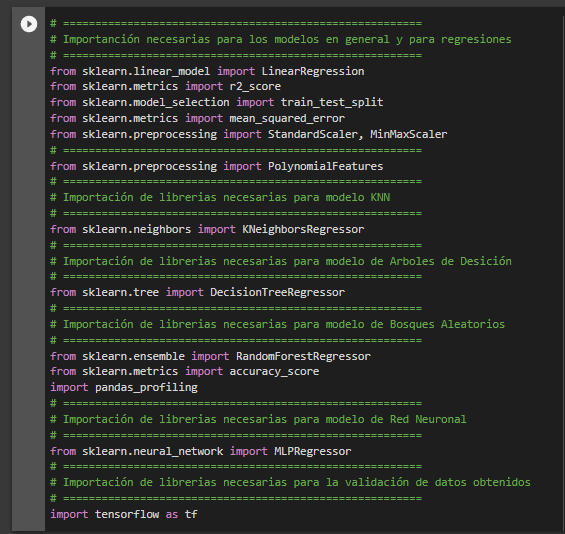 # =====================================================
# Importanción necesarias para los modelos en general y para regresiones
# =====================================================
from sklearn.linear_model import LinearRegression
from sklearn.metrics import r2_score
from sklearn.model_selection import train_test_split
from sklearn.metrics import mean_squared_error
from sklearn.preprocessing import StandardScaler, MinMaxScaler
# =====================================================
from sklearn.preprocessing import PolynomialFeatures
# =====================================================
# Importación de librerias necesarias para modelo KNN
# =====================================================
from sklearn.neighbors import KNeighborsRegressor
# =====================================================
# Importación de librerias necesarias para modelo de Arboles de Desición
# =====================================================
from sklearn.tree import DecisionTreeRegressor
# =====================================================
# Importación de librerias necesarias para modelo de Bosques Aleatorios
# =====================================================
from sklearn.ensemble import RandomForestRegressor
from sklearn.metrics import accuracy_score
import pandas_profiling
# =====================================================
# Importación de librerias necesarias para modelo de Red Neuronal
# =====================================================
from sklearn.neural_network import MLPRegressor
# =====================================================
# Importación de librerias necesarias para la validación de datos obtenidos
# =====================================================
import tensorflow as tf